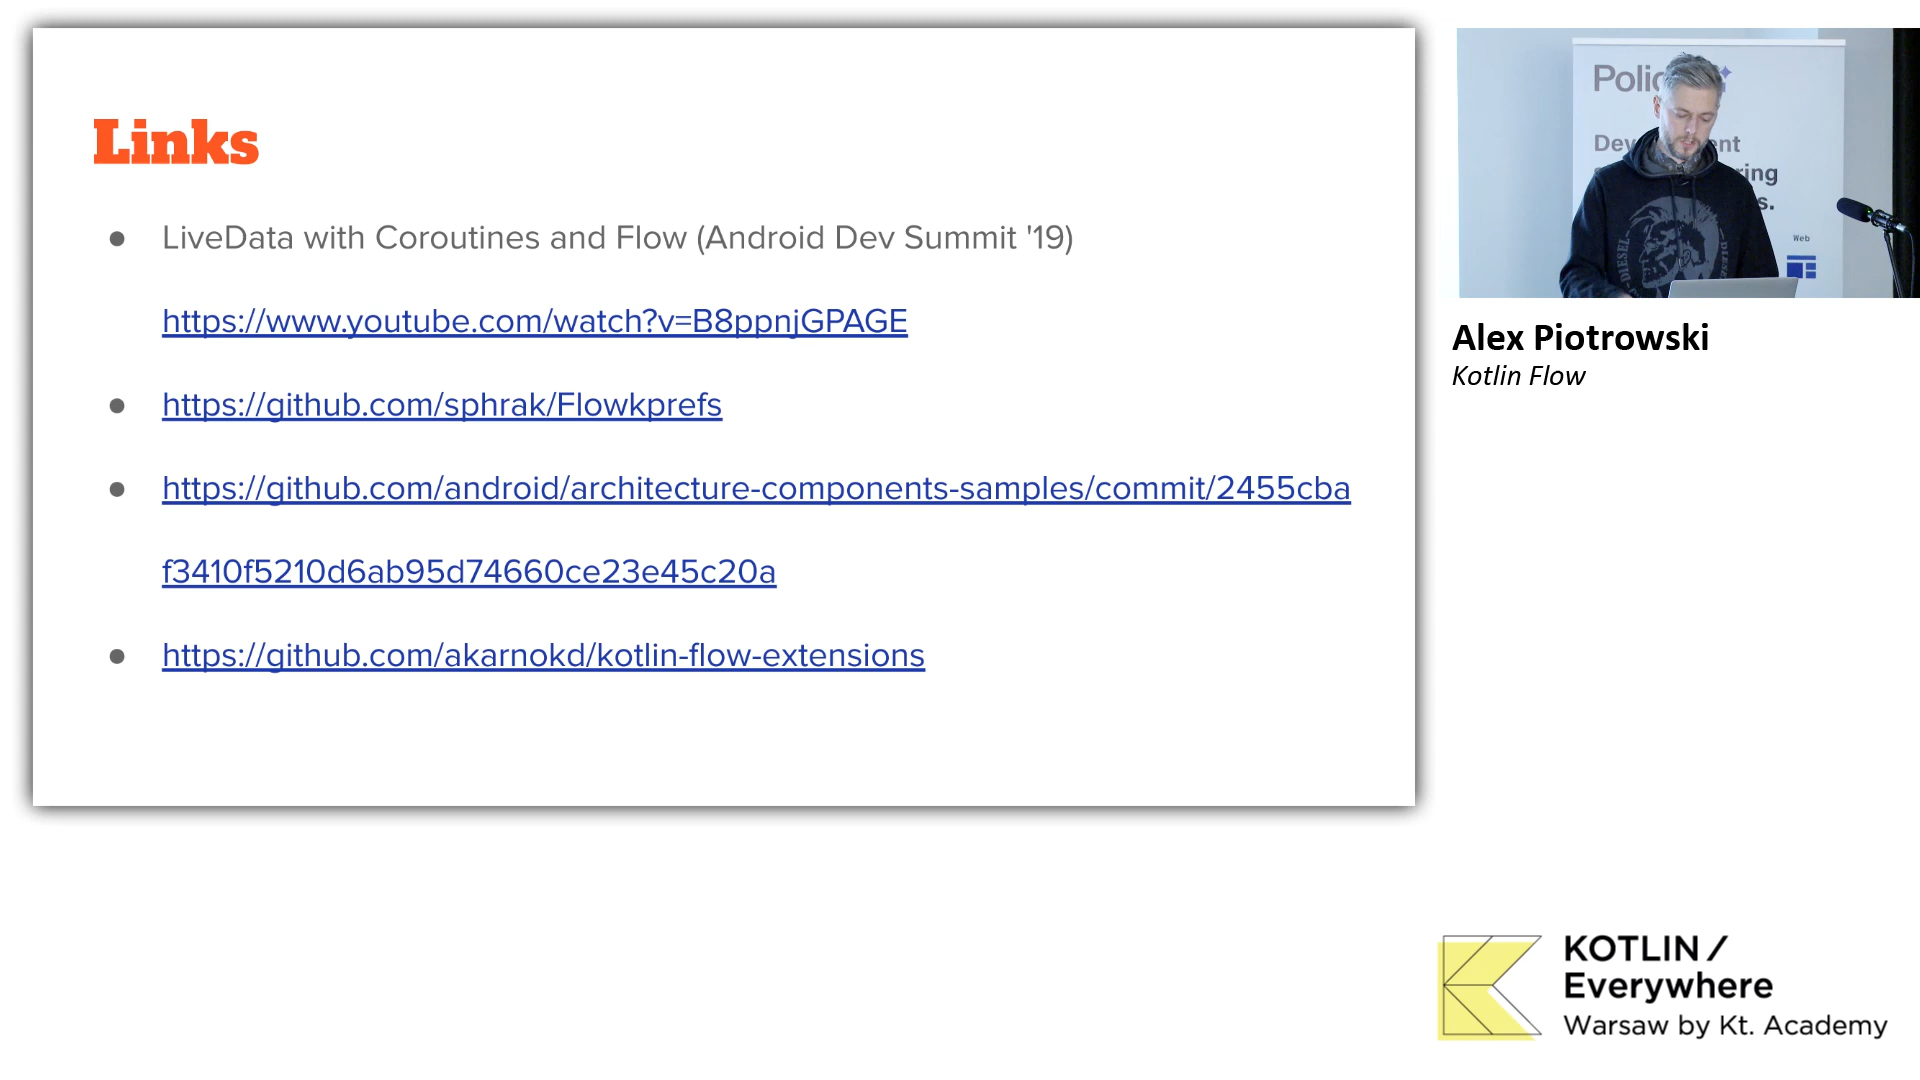 Links
● LiveData with Coroutines and Flow (Android Dev Summit '19)
https://www.youtube.com/watch?v=B8ppnjGPAGE
● https://github.com/sphrak/Flowkprefs
● https://github.com/android/architecture-components-samples/commit/2455cba
f3410f5210d6ab95d74660ce23e45c20a
● https://github.com/akarnokd/kotlin-flow-extensions
Web
DIESEL
Alex Piotrowski
Kotlin Flow
KOTLIN /
Everywhere
Warsaw by Kt. Academy